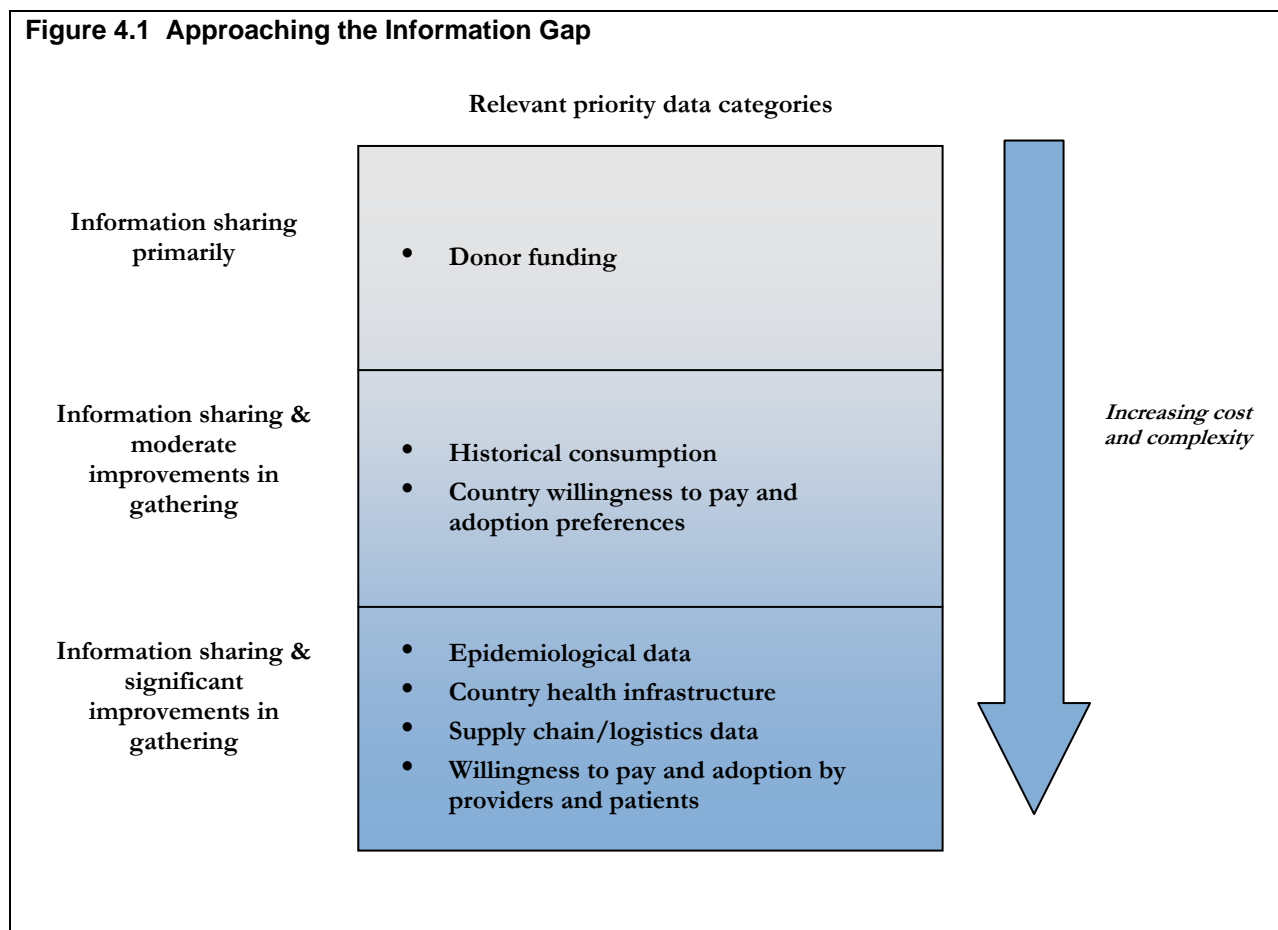 Figure 4.1 Approaching the Information Gap
Relevant priority data categories
Information sharing
primarily
• Donor funding
Information sharing &
moderate
improvements in
gathering
• Historical consumption
• Country willingness to pay and
adoption preferences
Increasing cost
and complexity
Information sharing &
significant
improvements in
gathering
• Epidemiological data
• Country health infrastructure
• Supply chain/logistics data
• Willingness to pay and adoption by
providers and patients